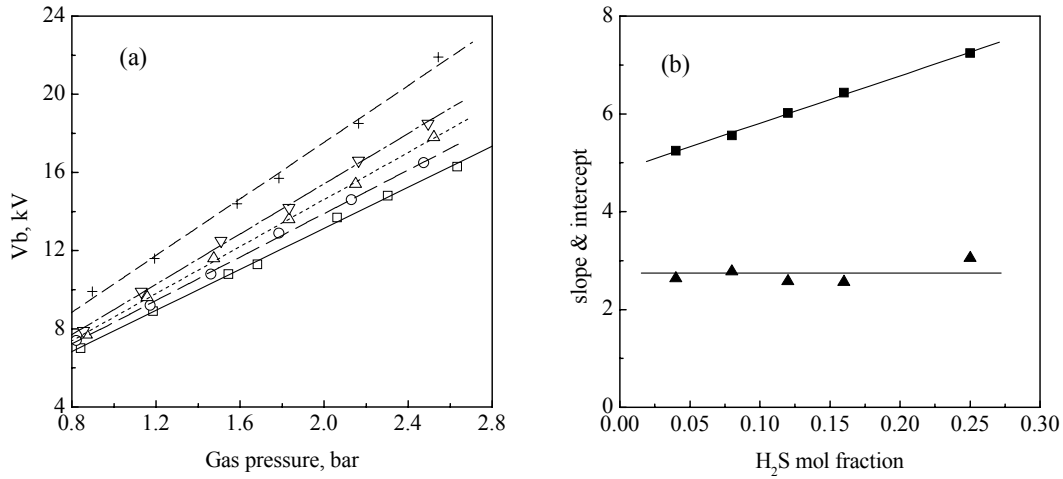 (a)
24
20
16
12
8
4
Vb, kV
0.8 1.2 1.6 2.0 2.4 2.8
Gas pressure, bar
(b)
8
6
4
2
0
slope & intercept
0.00 0.05 0.10 0.15 0.20 0.25 0.30
H₂S mol fraction